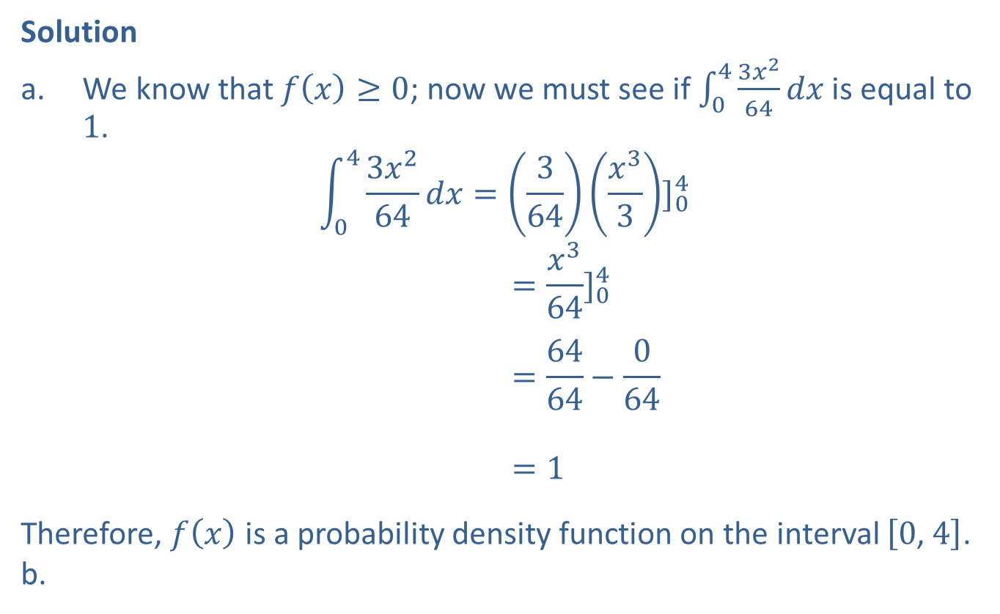 Solution
a. We know that $f(x) \geq 0$; now we must see if $\int_0^4 \frac{3x^2}{64} dx$ is equal to
1.
$\int_0^4 \frac{3x^2}{64} dx = \left(\frac{3}{64}\right)\left(\frac{x^3}{3}\right)]_0^4$
$= \frac{x^3}{64}]_0^4$
$= \frac{64}{64} - \frac{0}{64}$
$= 1$
Therefore, $f(x)$ is a probability density function on the interval $[0, 4]$.
b.